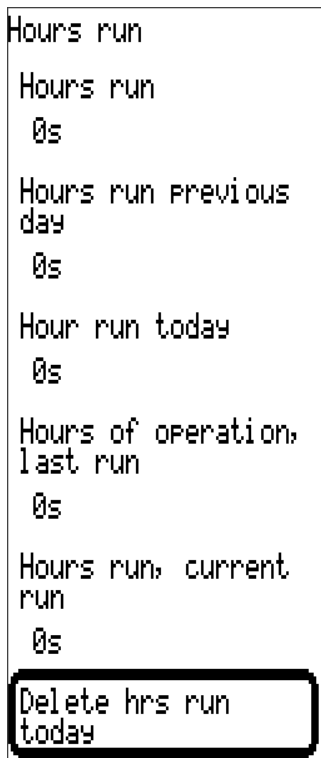 Hours run
Hours run
0s
Hours run previous
day
0s
Hour run today
0s
Hours of operation,
last run
0s
Hours run, current
run
0s
Delete hrs run
today